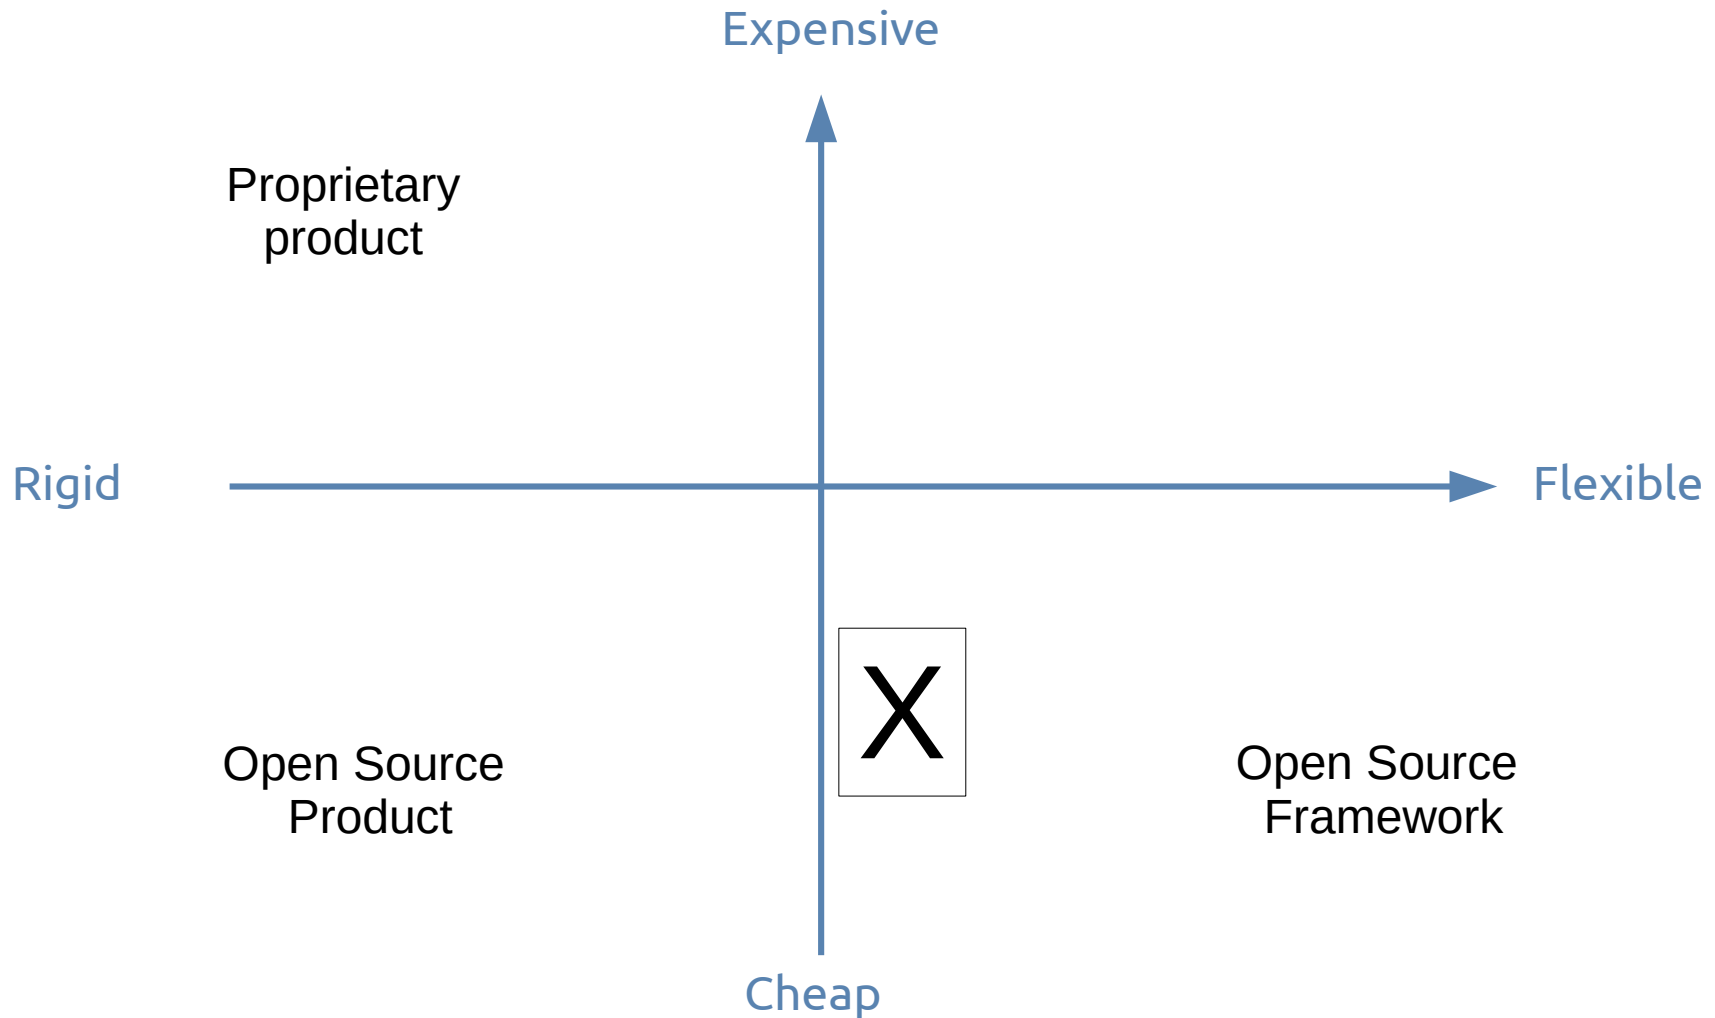 Expensive
Proprietary
product
Rigid
Flexible
X
Open Source
Product
Open Source
Framework
Cheap